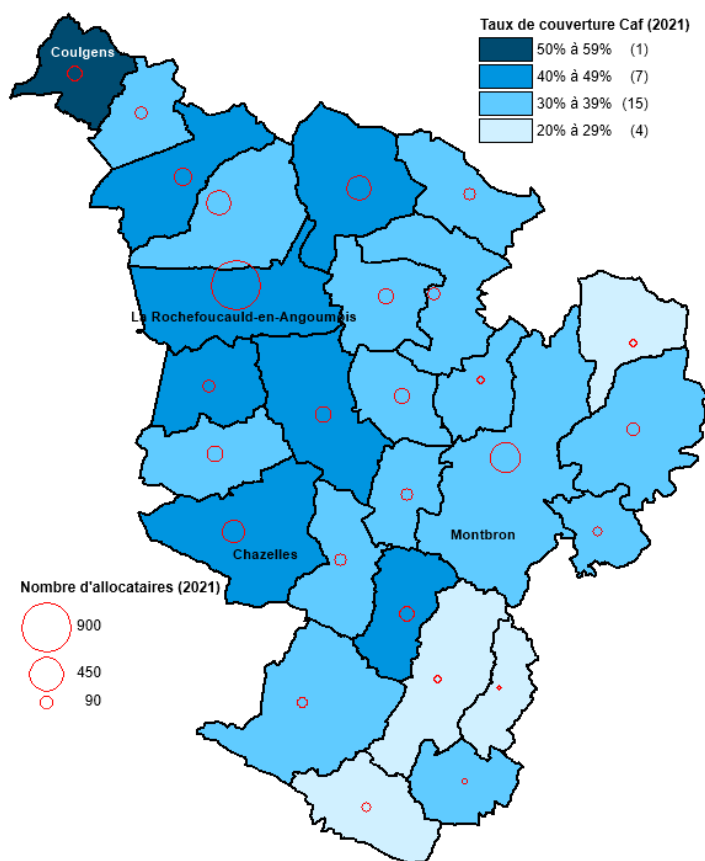 Taux de couverture Caf (2021)
50% à 59% (1)
40% à 49% (7)
30% à 39% (15)
20% à 29% (4)
Coulgens
La Rochefoucauld-en-Angoumois
Montbron
Chazelles
Nombre d'allocataires (2021)
900
450
90